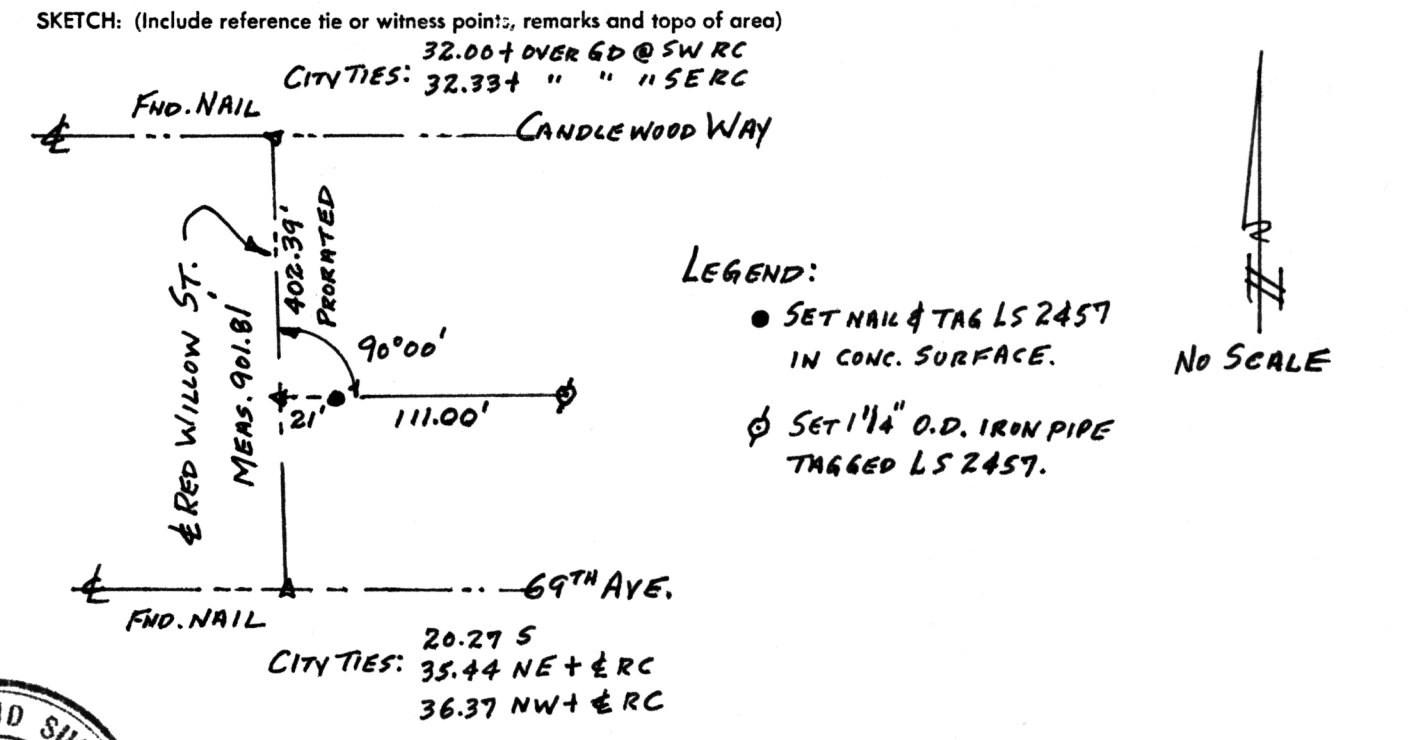 SKETCH: (Include reference tie or witness points, remarks and topo of area)
32.00+ OVER GD @ SW RC
CITY TIES: 32.33+ " " " SE RC
FND. NAIL
℄ CANDLEWOOD WAY
℄ RED WILLOW ST.
MEAS. 901.81'
402.39'
PRORATED
90°00'
21'
111.00'
LEGEND:
SET NAIL & TAG LS 2457
IN CONC. SURFACE.
SET 1 1/4" O.D. IRON PIPE
TAGGED LS 2457.
N
NO SCALE
℄ 69TH AVE.
FND. NAIL
20.27 S
CITY TIES: 35.44 NE + ℄ RC
36.37 NW + ℄ RC